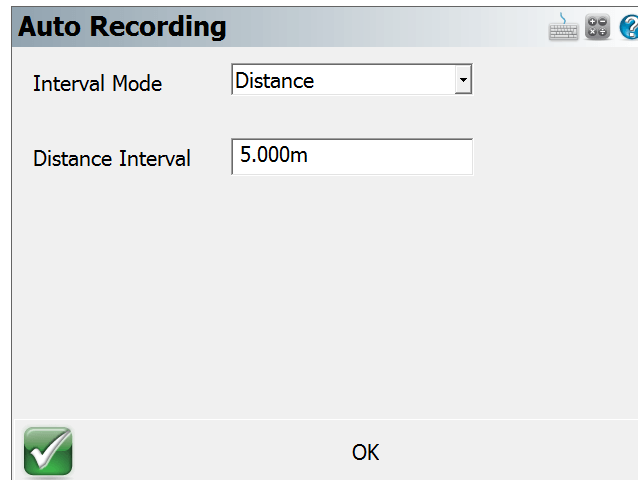 Auto Recording
Interval Mode
Distance
Distance Interval
5.000m
OK